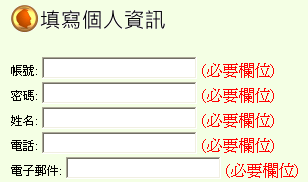 填寫個人資訊
帳號: (必要欄位)
密碼: (必要欄位)
姓名: (必要欄位)
電話: (必要欄位)
電子郵件: (必要欄位)